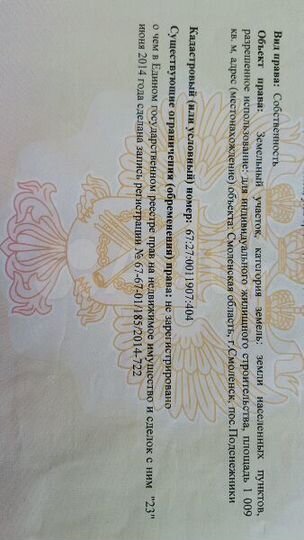 Вид права: Собственность
Объект права: Земельный участок, категория земель: земли населенных пунктов,
разрешенное использование: для индивидуального жилищного строительства, площадь 1 009
кв. м, адрес (местонахождение) объекта: Смоленская область, г.Смоленск, пос.Подснежники
Кадастровый (или условный) номер: 67:27:0011907:404
Существующие ограничения (обременения) права: не зарегистрировано
о чем в Едином государственном реестре прав на недвижимое имущество и сделок с ним "23"
июня 2014 года сделана запись регистрации № 67-67-01/185/2014-722